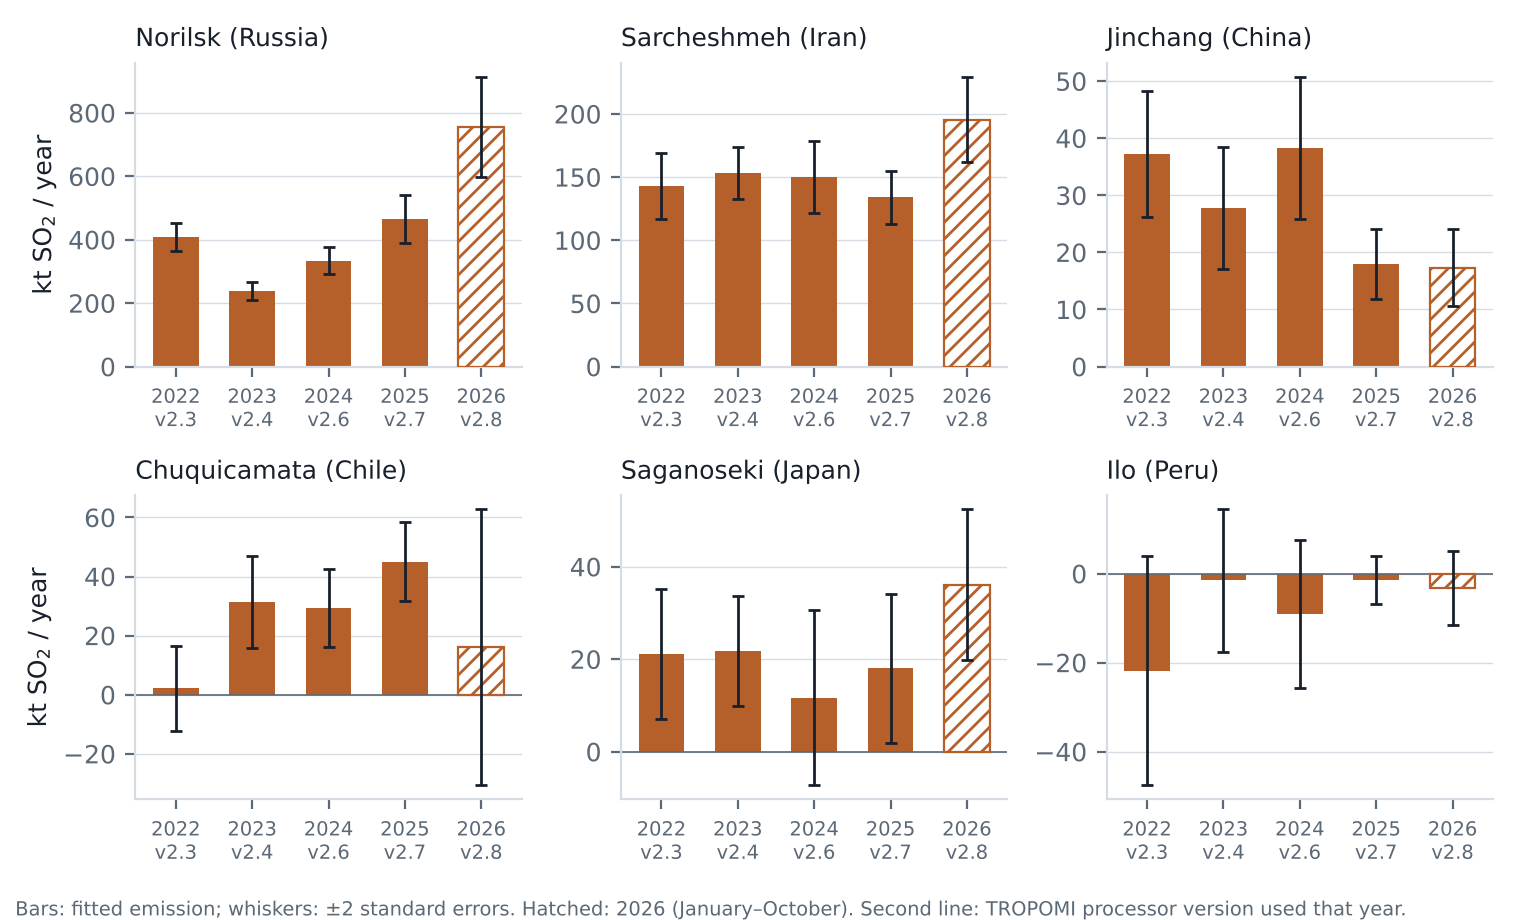 Norilsk (Russia)
Sarcheshmeh (Iran)
Jinchang (China)
kt SO₂ / year
800
600
400
200
0
2022 2023 2024 2025 2026
v2.3 v2.4 v2.6 v2.7 v2.8
200
150
100
50
0
2022 2023 2024 2025 2026
v2.3 v2.4 v2.6 v2.7 v2.8
50
40
30
20
10
0
2022 2023 2024 2025 2026
v2.3 v2.4 v2.6 v2.7 v2.8
Chuquicamata (Chile)
Saganoseki (Japan)
Ilo (Peru)
kt SO₂ / year
60
40
20
0
−20
2022 2023 2024 2025 2026
v2.3 v2.4 v2.6 v2.7 v2.8
40
20
0
2022 2023 2024 2025 2026
v2.3 v2.4 v2.6 v2.7 v2.8
0
−20
−40
2022 2023 2024 2025 2026
v2.3 v2.4 v2.6 v2.7 v2.8
Bars: fitted emission; whiskers: ±2 standard errors. Hatched: 2026 (January–October). Second line: TROPOMI processor version used that year.